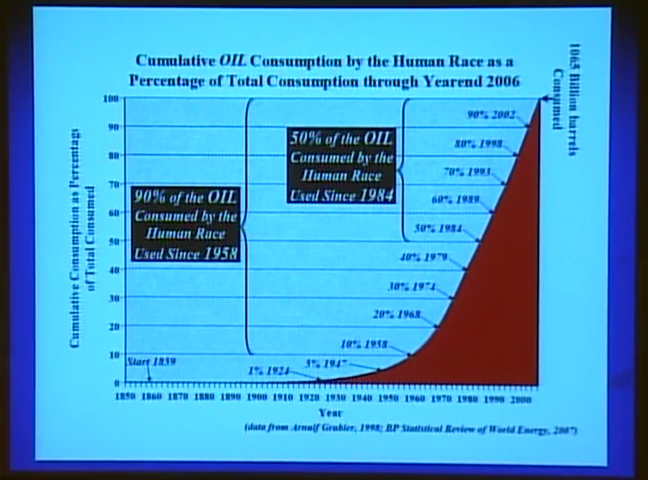 Cumulative OIL Consumption by the Human Race as a
Percentage of Total Consumption through Yearend 2006
1065 Billion barrels
Consumed
Cumulative Consumption as Percentage
of Total Consumed
100
90
80
70
60
50
40
30
20
10
0
90% of the OIL
Consumed by the
Human Race
Used Since 1958
50% of the OIL
Consumed by the
Human Race
Used Since 1984
90% 2002
80% 1998
70% 1993
60% 1989
50% 1984
40% 1979
30% 1974
20% 1968
10% 1958
5% 1947
1% 1924
Start 1859
1850 1860 1870 1880 1890 1900 1910 1920 1930 1940 1950 1960 1970 1980 1990 2000
Year
(data from Arnulf Grubler, 1998; BP Statistical Review of World Energy, 2007)